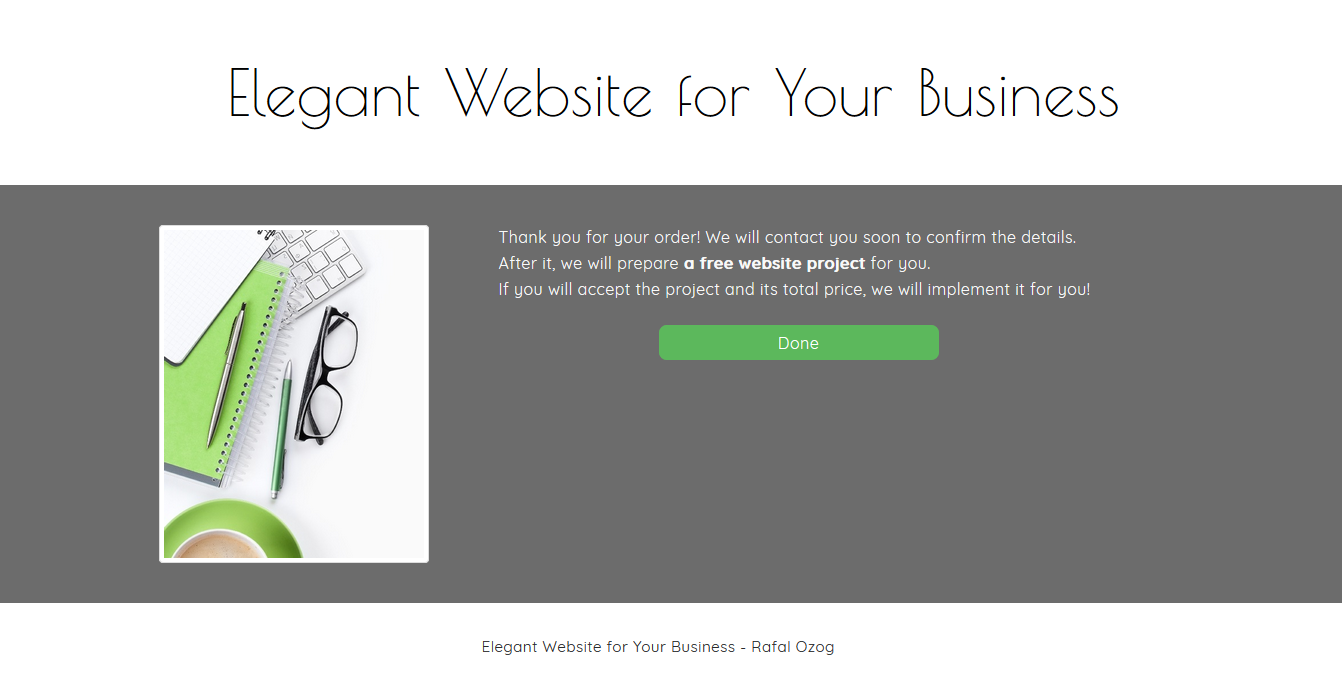 Elegant Website for Your Business
Thank you for your order! We will contact you soon to confirm the details.
After it, we will prepare a free website project for you.
If you will accept the project and its total price, we will implement it for you!
Done
Elegant Website for Your Business - Rafal Ozog